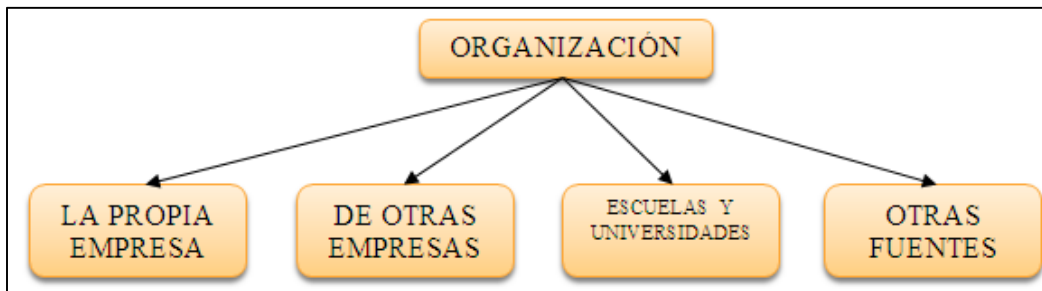 ORGANIZACIÓN
LA PROPIA
EMPRESA
DE OTRAS
EMPRESAS
ESCUELAS Y
UNIVERSIDADES
OTRAS
FUENTES